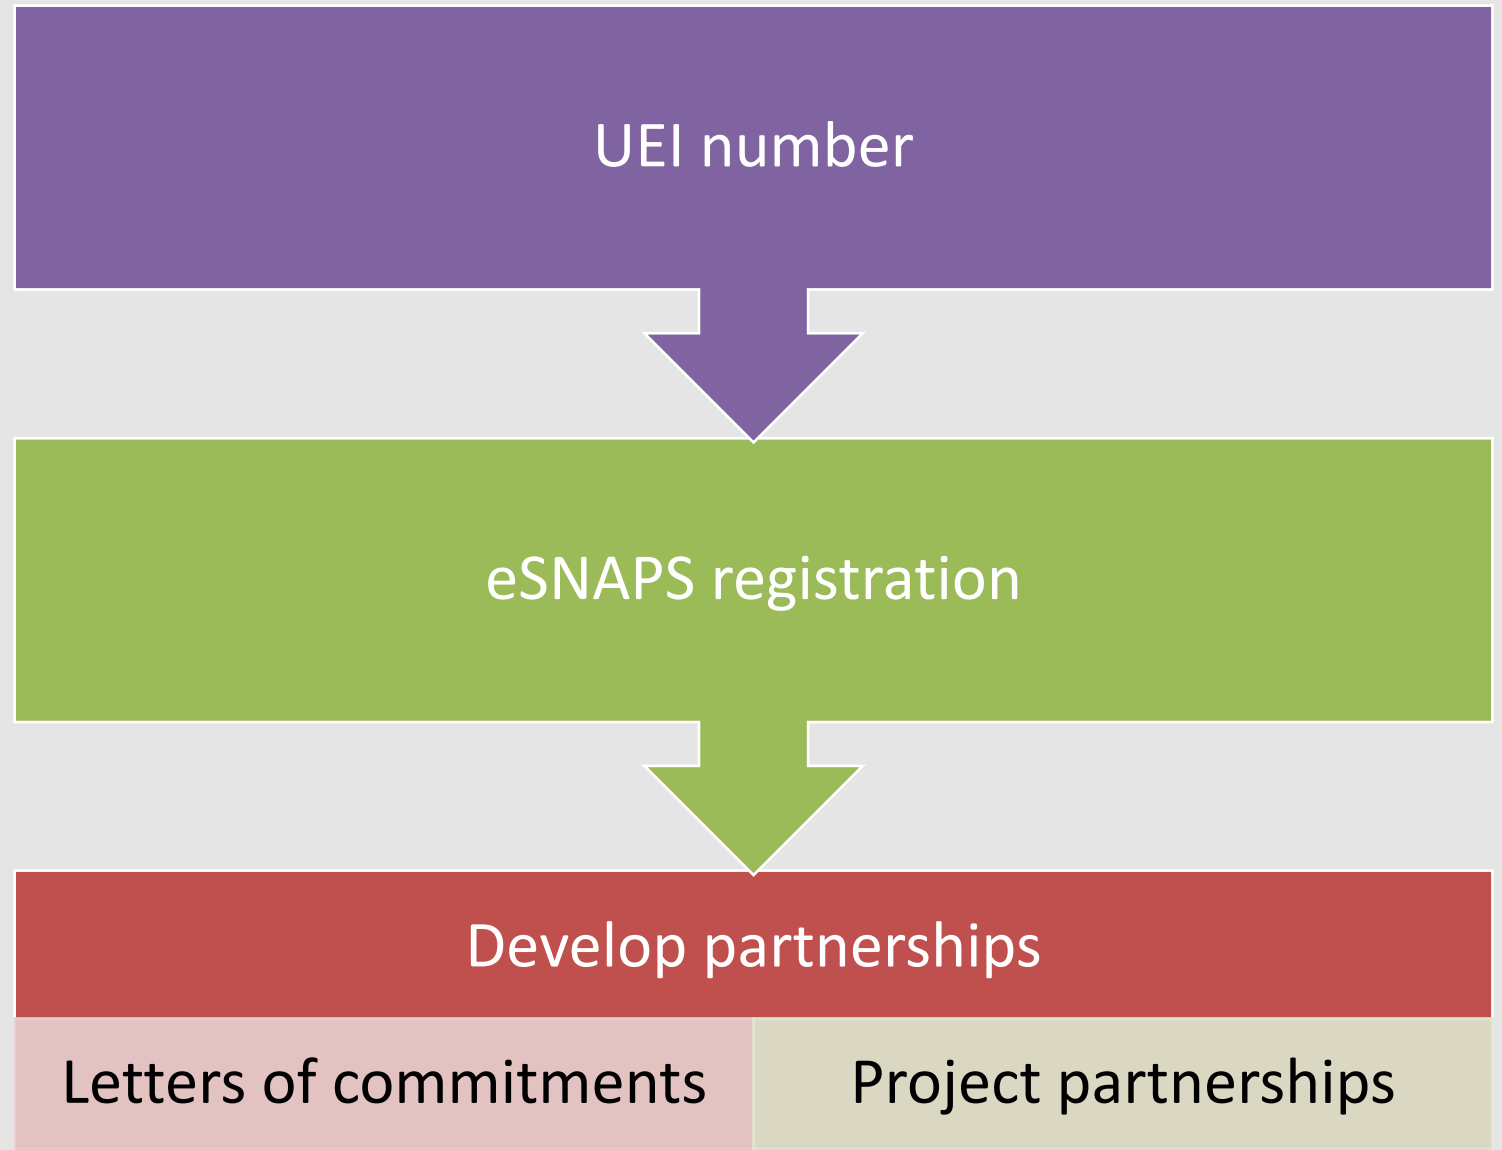 UEI number
eSNAPS registration
Develop partnerships
Letters of commitments
Project partnerships